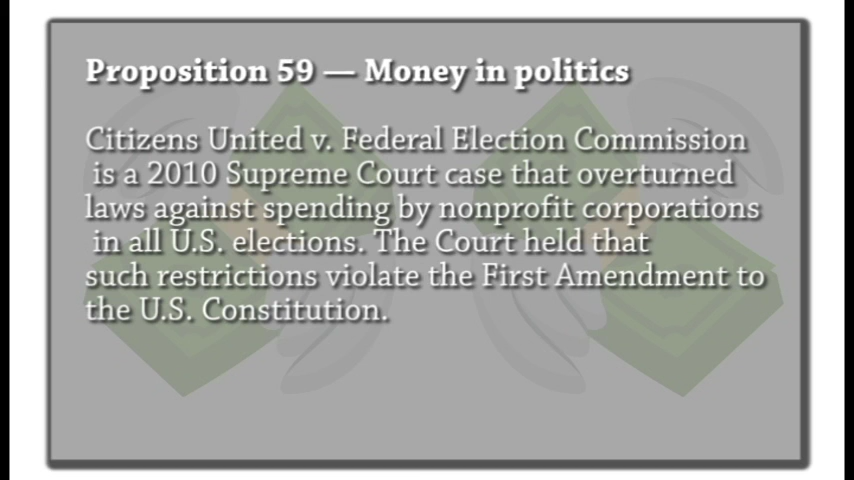 Proposition 59 — Money in politics
Citizens United v. Federal Election Commission
is a 2010 Supreme Court case that overturned
laws against spending by nonprofit corporations
in all U.S. elections. The Court held that
such restrictions violate the First Amendment to
the U.S. Constitution.